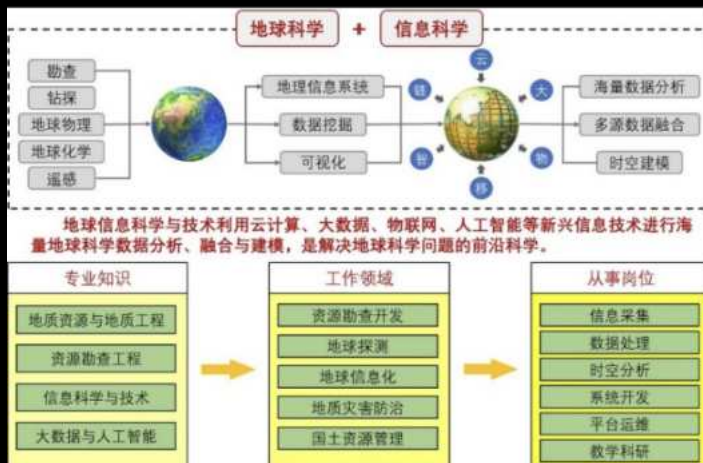 地球科学 + 信息科学
勘查
钻探
地球物理
地球化学
遥感
地理信息系统
数据挖掘
可视化
云
链
大
智
物
移
海量数据分析
多源数据融合
时空建模
地球信息科学与技术利用云计算、大数据、物联网、人工智能等新兴信息技术进行海
量地球科学数据分析、融合与建模，是解决地球科学问题的前沿科学。
专业知识
地质资源与地质工程
资源勘查工程
信息科学与技术
大数据与人工智能
工作领域
资源勘查开发
地球探测
地球信息化
地质灾害防治
国土资源管理
从事岗位
信息采集
数据处理
时空分析
系统开发
平台运维
教学科研